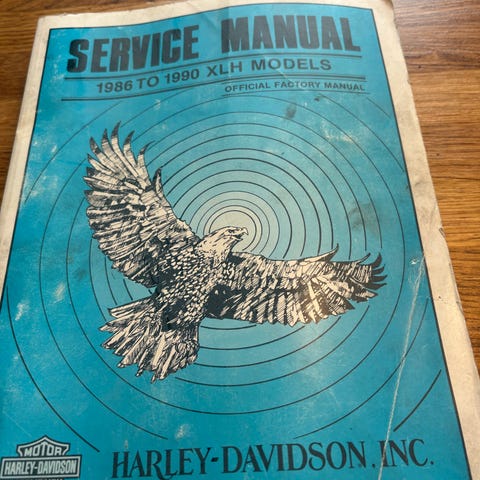 SERVICE MANUAL
1986 TO 1990 XLH MODELS
OFFICIAL FACTORY MANUAL
MOTOR
HARLEY-DAVIDSON
HARLEY-DAVIDSON, INC.